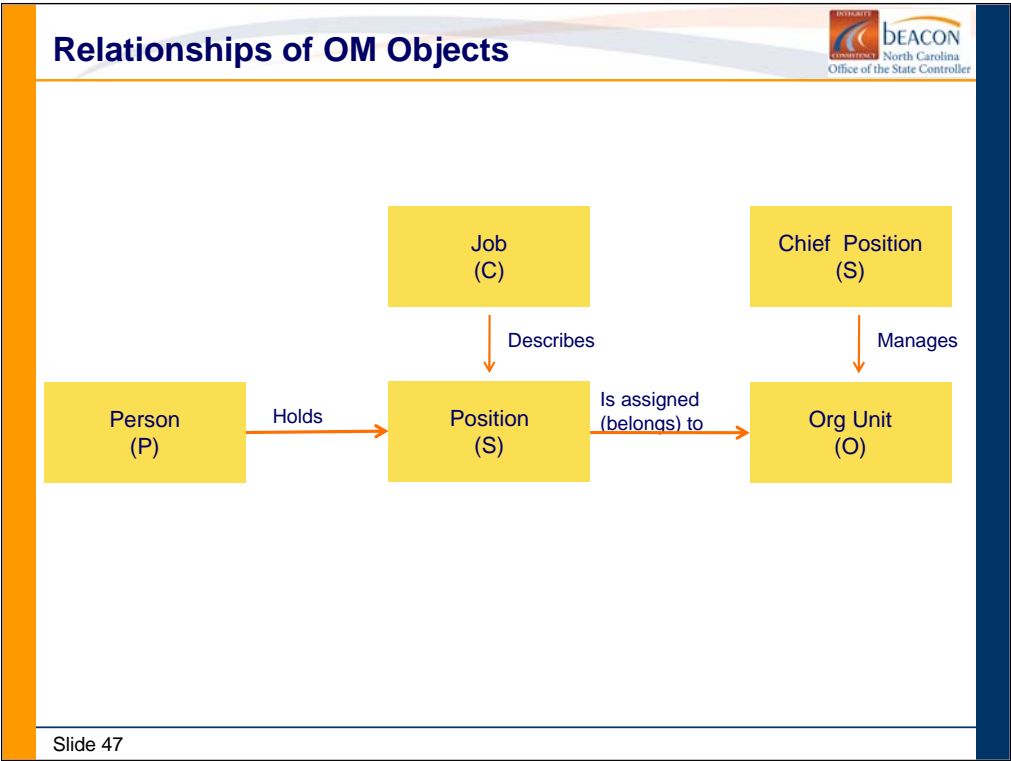 Relationships of OM Objects
INTEGRITY
CONSISTENCY
BEACON
North Carolina
Office of the State Controller
Job
(C)
Chief Position
(S)
Describes
Manages
Person
(P)
Holds
Position
(S)
Is assigned
(belongs) to
Org Unit
(O)
Slide 47